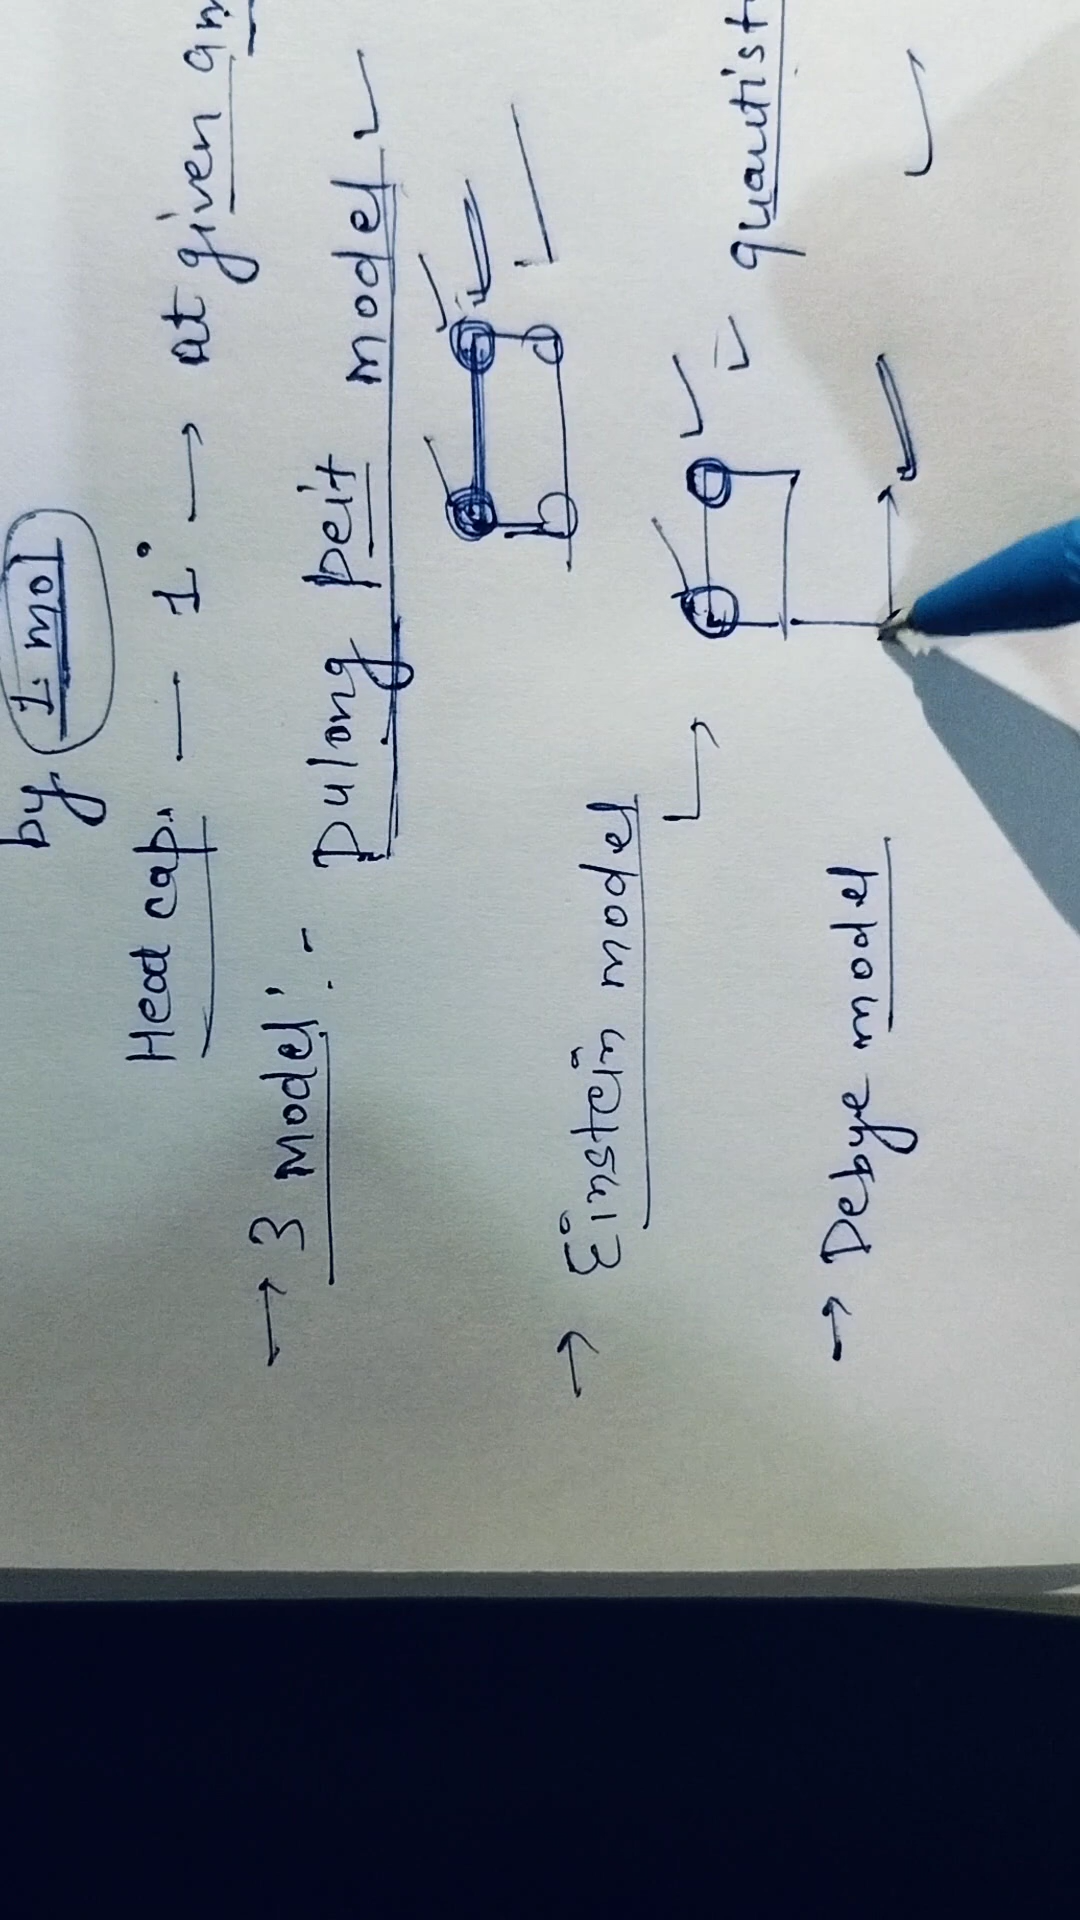 by 1. mol
Heat cap. — 1° → at given am
→ 3 model :- Dulong peit model
→ Einstein model
quantist
→ Debye model